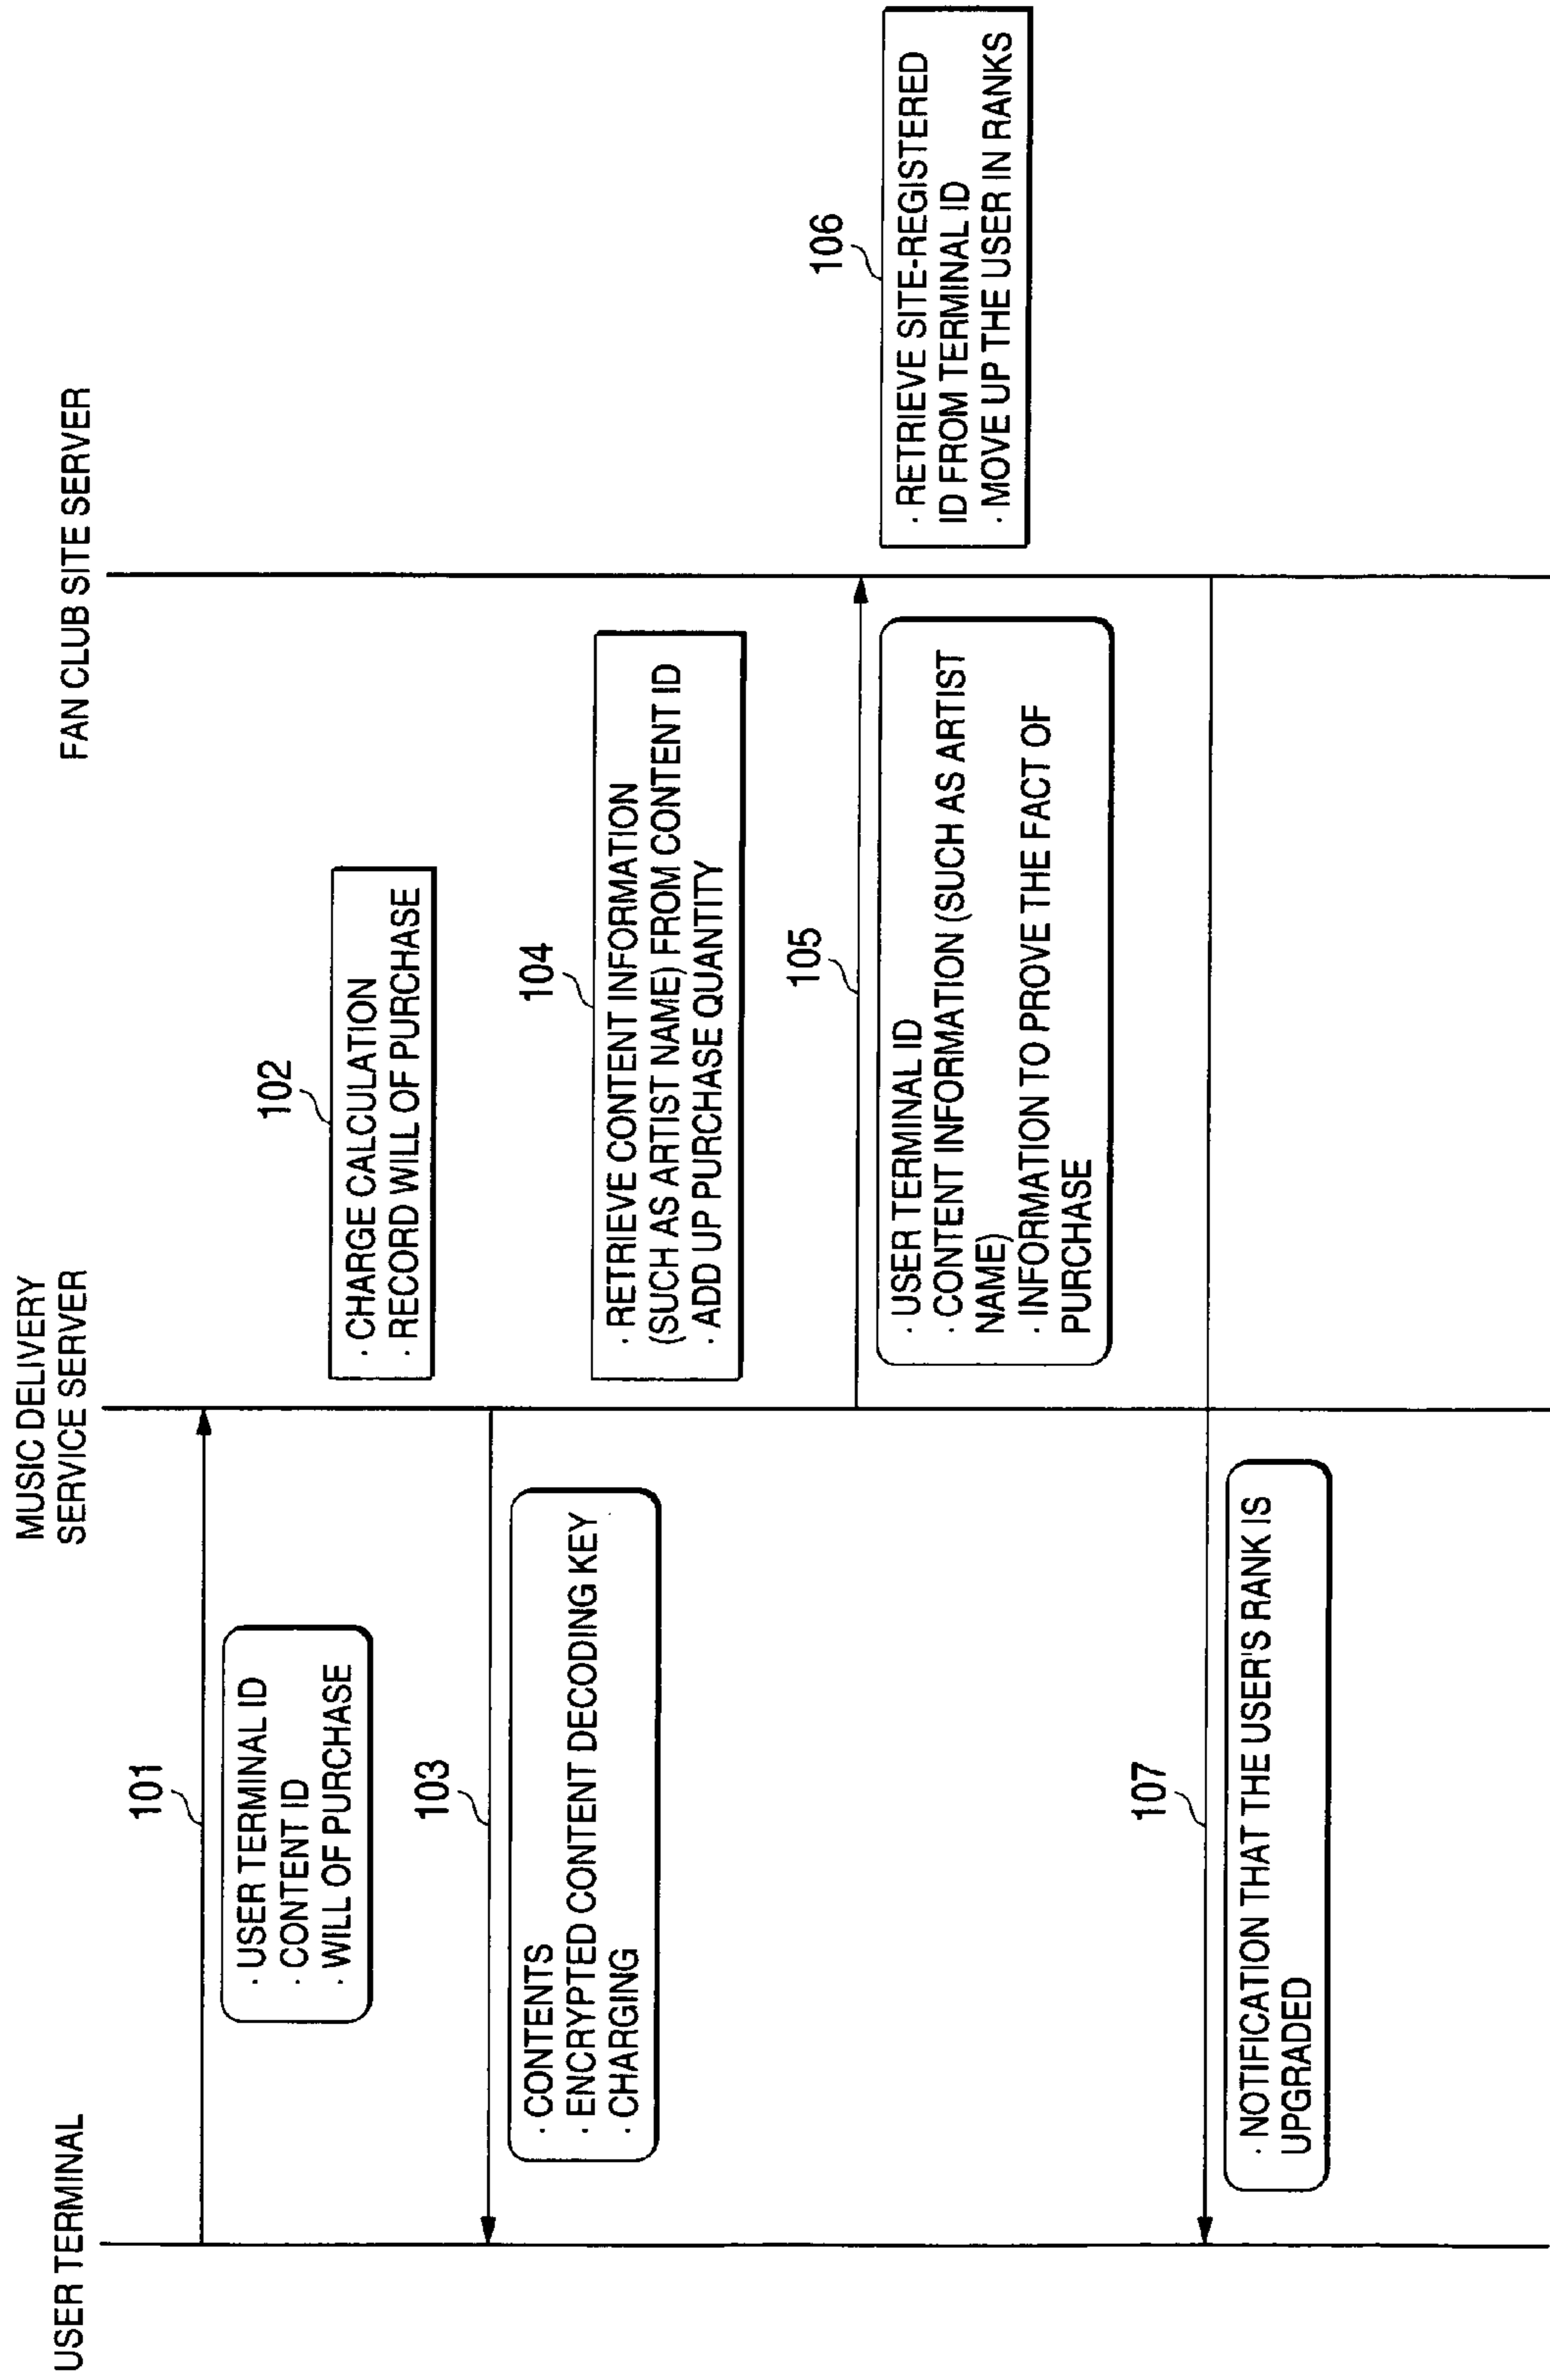 USER TERMINAL
MUSIC DELIVERY
SERVICE SERVER
FAN CLUB SITE SERVER
101
· USER TERMINAL ID
· CONTENT ID
· WILL OF PURCHASE
102
· CHARGE CALCULATION
· RECORD WILL OF PURCHASE
103
· CONTENTS
· ENCRYPTED CONTENT DECODING KEY
· CHARGING
104
· RETRIEVE CONTENT INFORMATION
(SUCH AS ARTIST NAME) FROM CONTENT ID
· ADD UP PURCHASE QUANTITY
105
· USER TERMINAL ID
· CONTENT INFORMATION (SUCH AS ARTIST
NAME)
· INFORMATION TO PROVE THE FACT OF
PURCHASE
106
· RETRIEVE SITE-REGISTERED
ID FROM TERMINAL ID
· MOVE UP THE USER IN RANKS
107
· NOTIFICATION THAT THE USER'S RANK IS
UPGRADED